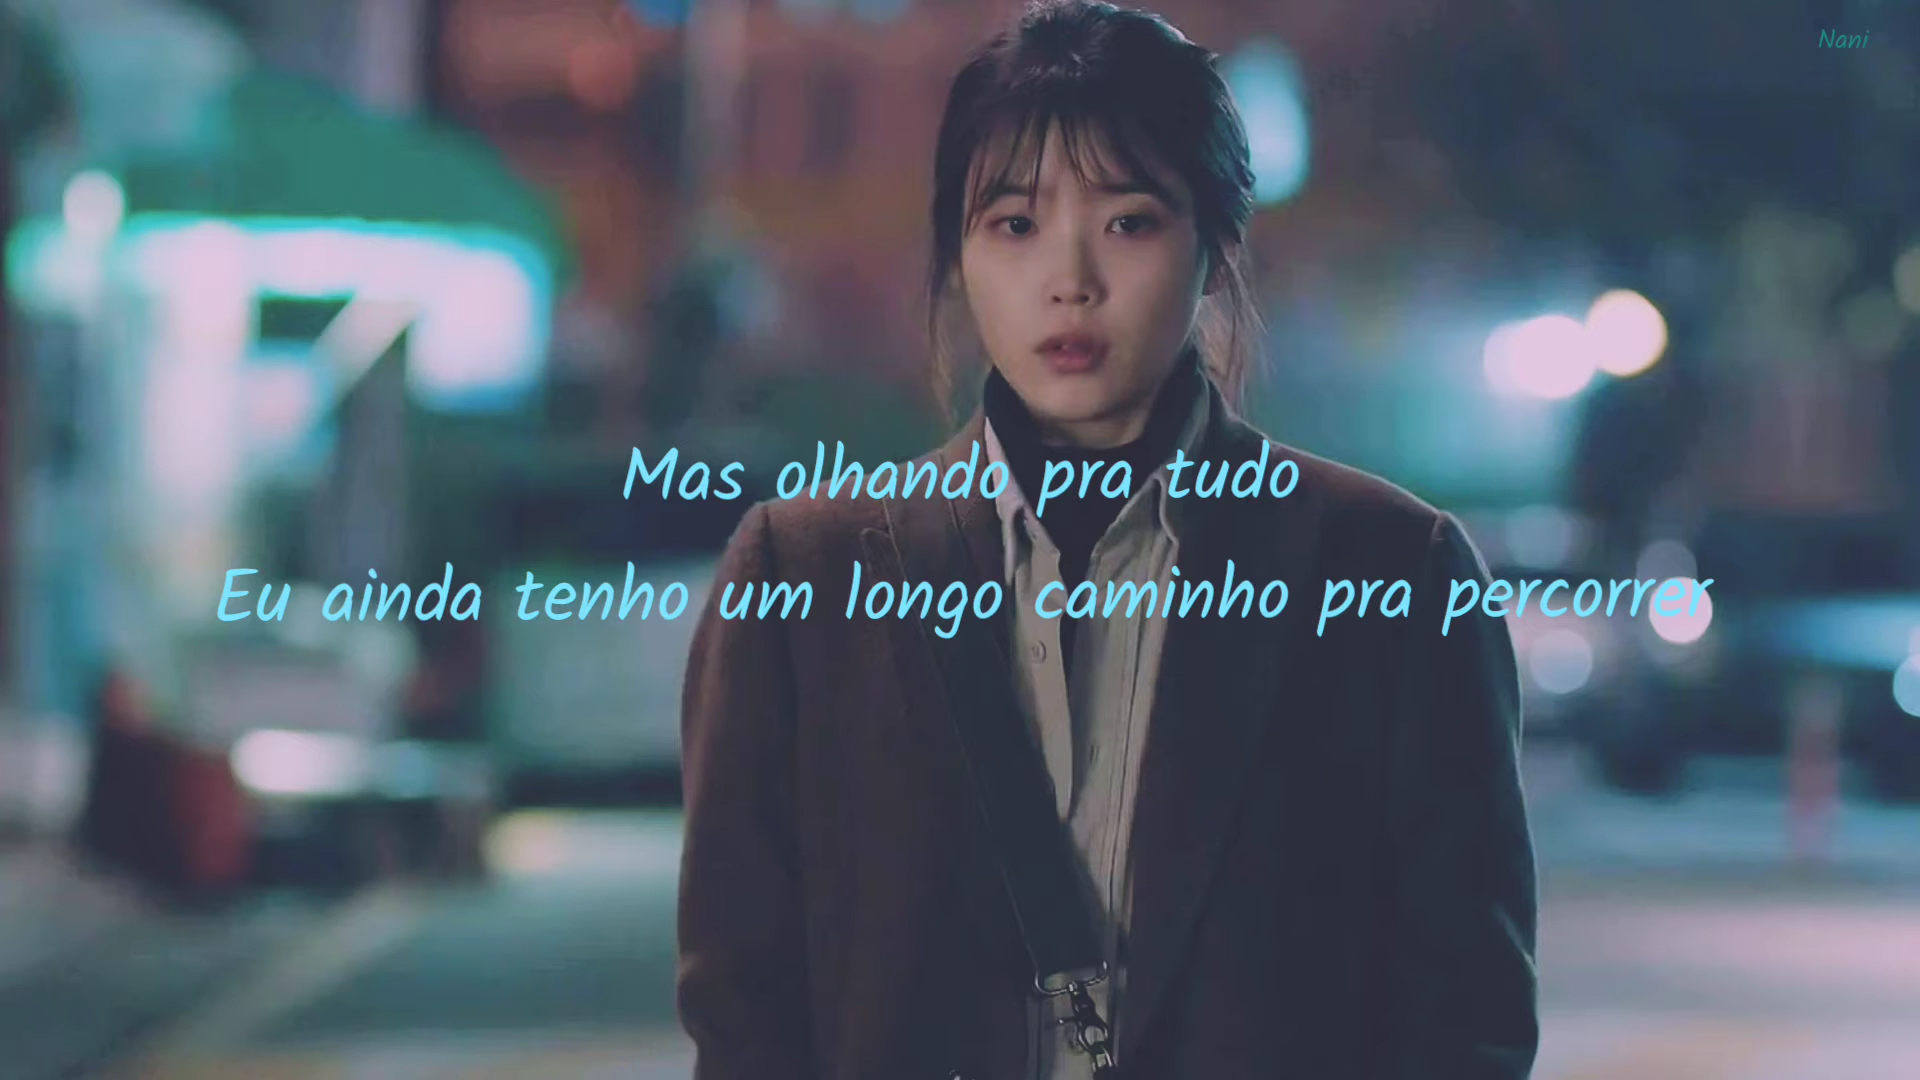 Nani
Mas olhando pra tudo
Eu ainda tenho um longo caminho pra percorrer